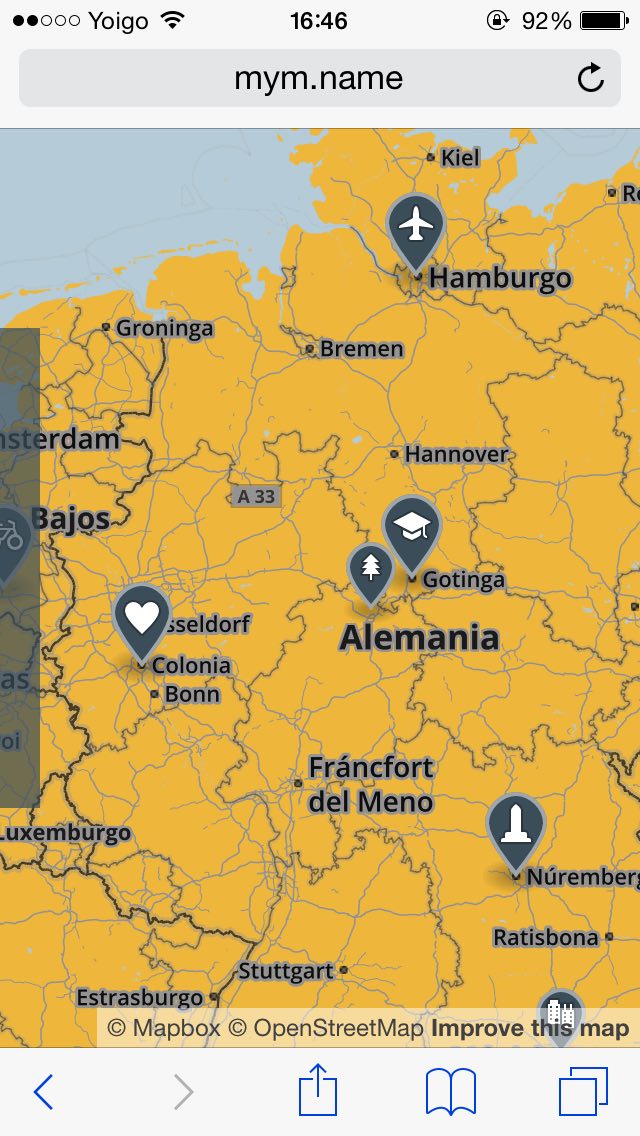 Yoigo 16:46 92%
mym.name
Kiel
Hamburgo
Groninga
Bremen
nsterdam
Hannover
A 33
Bajos
Gotinga
sseldorf
Alemania
Colonia
as
Bonn
oi
Fráncfort
del Meno
Luxemburgo
Núremberg
Ratisbona
Stuttgart
Estrasburgo
© Mapbox © OpenStreetMap Improve this map